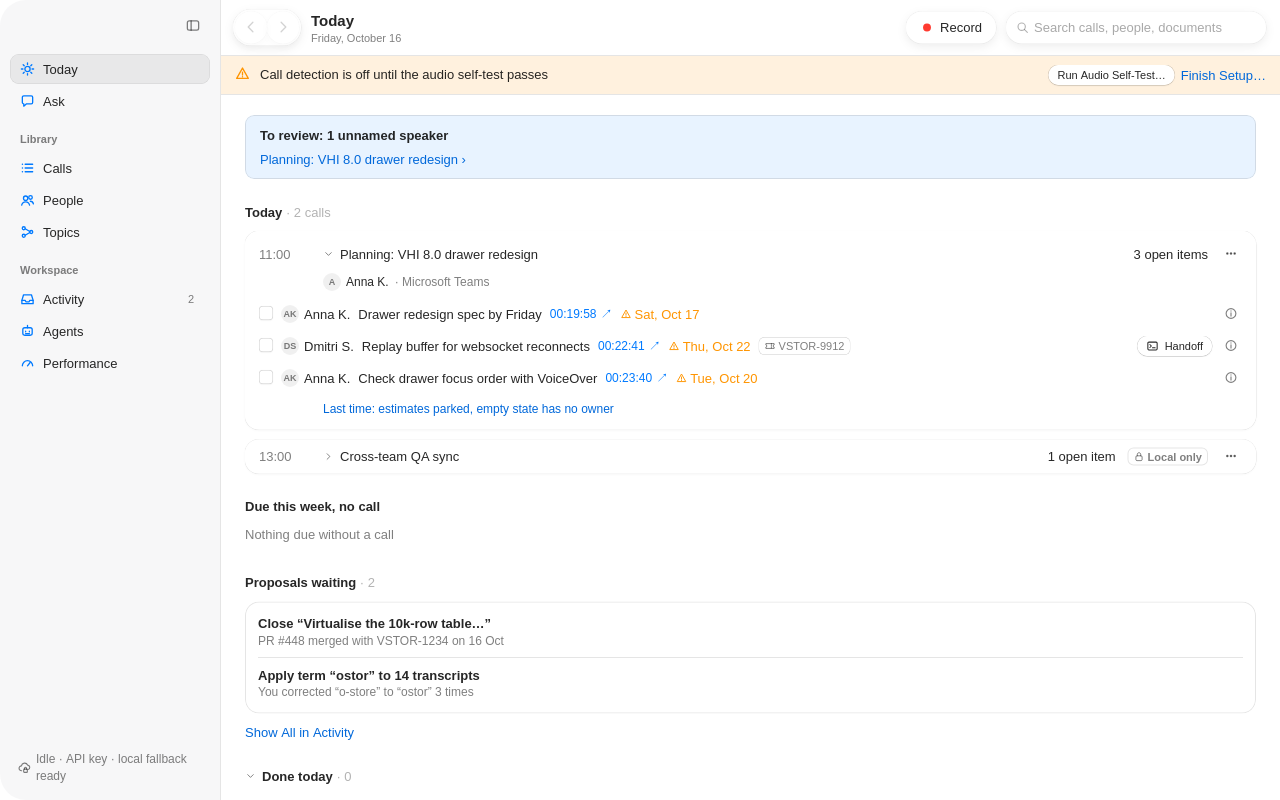 Today
Ask
Library
Calls
People
Topics
Workspace
Activity 2
Agents
Performance
Idle · API key · local fallback
ready
Today
Friday, October 16
Record
Search calls, people, documents
Call detection is off until the audio self-test passes
Run Audio Self-Test…
Finish Setup…
To review: 1 unnamed speaker
Planning: VHI 8.0 drawer redesign ›
Today · 2 calls
11:00 Planning: VHI 8.0 drawer redesign 3 open items
A Anna K. · Microsoft Teams
AK Anna K. Drawer redesign spec by Friday 00:19:58 Sat, Oct 17
DS Dmitri S. Replay buffer for websocket reconnects 00:22:41 Thu, Oct 22 VSTOR-9912 Handoff
AK Anna K. Check drawer focus order with VoiceOver 00:23:40 Tue, Oct 20
Last time: estimates parked, empty state has no owner
13:00 Cross-team QA sync 1 open item Local only
Due this week, no call
Nothing due without a call
Proposals waiting · 2
Close “Virtualise the 10k-row table…”
PR #448 merged with VSTOR-1234 on 16 Oct
Apply term “ostor” to 14 transcripts
You corrected “o-store” to “ostor” 3 times
Show All in Activity
Done today · 0